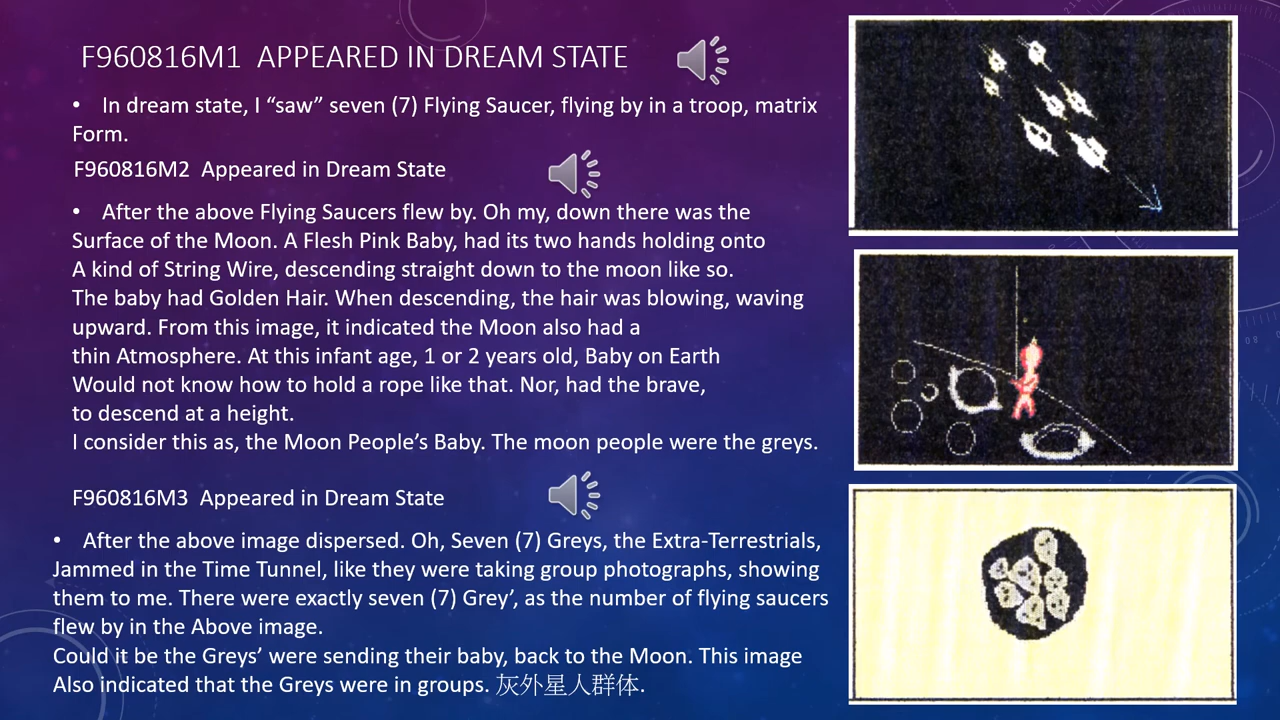 F960816M1  APPEARED IN DREAM STATE
• In dream state, I “saw” seven (7) Flying Saucer, flying by in a troop, matrix
Form.
F960816M2  Appeared in Dream State
• After the above Flying Saucers flew by. Oh my, down there was the
Surface of the Moon. A Flesh Pink Baby, had its two hands holding onto
A kind of String Wire, descending straight down to the moon like so.
The baby had Golden Hair. When descending, the hair was blowing, waving
upward. From this image, it indicated the Moon also had a
thin Atmosphere. At this infant age, 1 or 2 years old, Baby on Earth
Would not know how to hold a rope like that. Nor, had the brave,
to descend at a height.
I consider this as, the Moon People’s Baby. The moon people were the greys.
F960816M3  Appeared in Dream State
• After the above image dispersed. Oh, Seven (7) Greys, the Extra-Terrestrials,
Jammed in the Time Tunnel, like they were taking group photographs, showing
them to me. There were exactly seven (7) Grey’, as the number of flying saucers
flew by in the Above image.
Could it be the Greys’ were sending their baby, back to the Moon. This image
Also indicated that the Greys were in groups. 灰外星人群体.